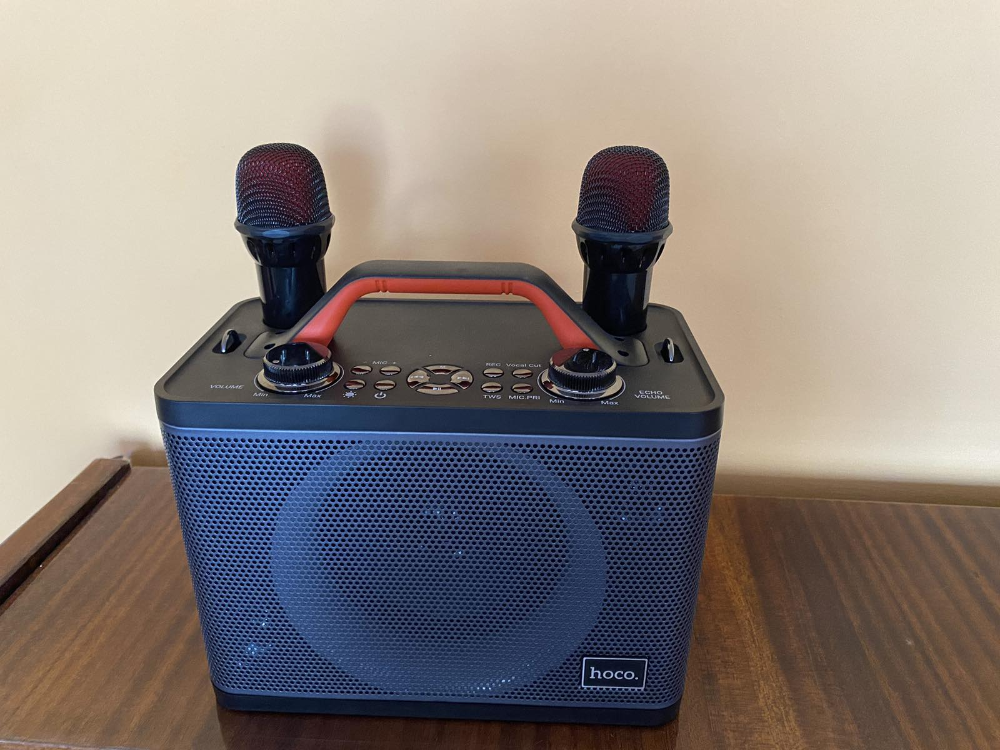 - MIC +
REC Vocal Cut
M
VOLUME
Min Max
TWS MIC.PRI
Min Max
ECHO
VOLUME
hoco.